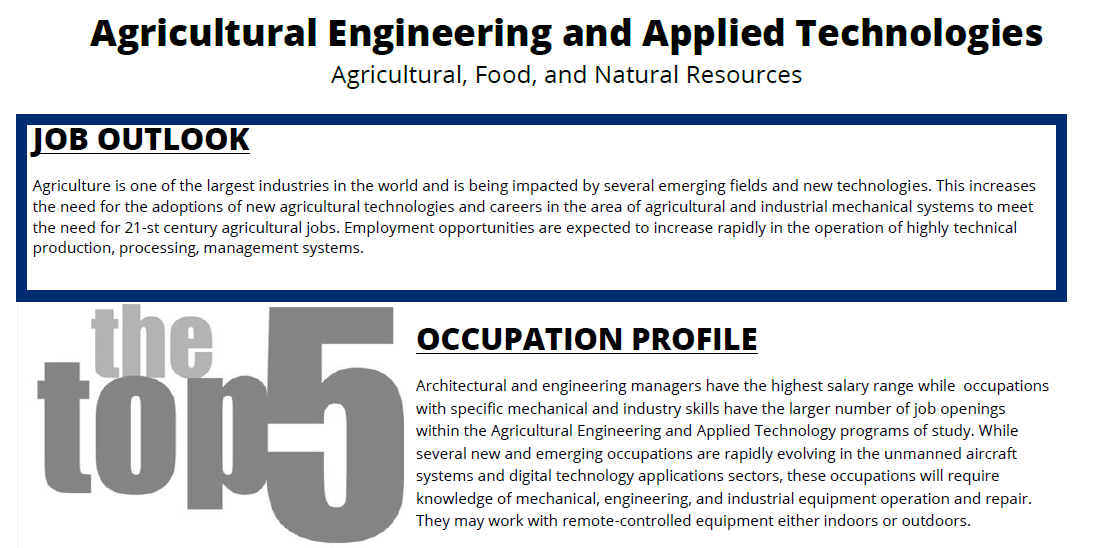 Agricultural Engineering and Applied Technologies
Agricultural, Food, and Natural Resources
JOB OUTLOOK
Agriculture is one of the largest industries in the world and is being impacted by several emerging fields and new technologies. This increases
the need for the adoptions of new agricultural technologies and careers in the area of agricultural and industrial mechanical systems to meet
the need for 21-st century agricultural jobs. Employment opportunities are expected to increase rapidly in the operation of highly technical
production, processing, management systems.
the
top 5
OCCUPATION PROFILE
Architectural and engineering managers have the highest salary range while occupations
with specific mechanical and industry skills have the larger number of job openings
within the Agricultural Engineering and Applied Technology programs of study. While
several new and emerging occupations are rapidly evolving in the unmanned aircraft
systems and digital technology applications sectors, these occupations will require
knowledge of mechanical, engineering, and industrial equipment operation and repair.
They may work with remote-controlled equipment either indoors or outdoors.